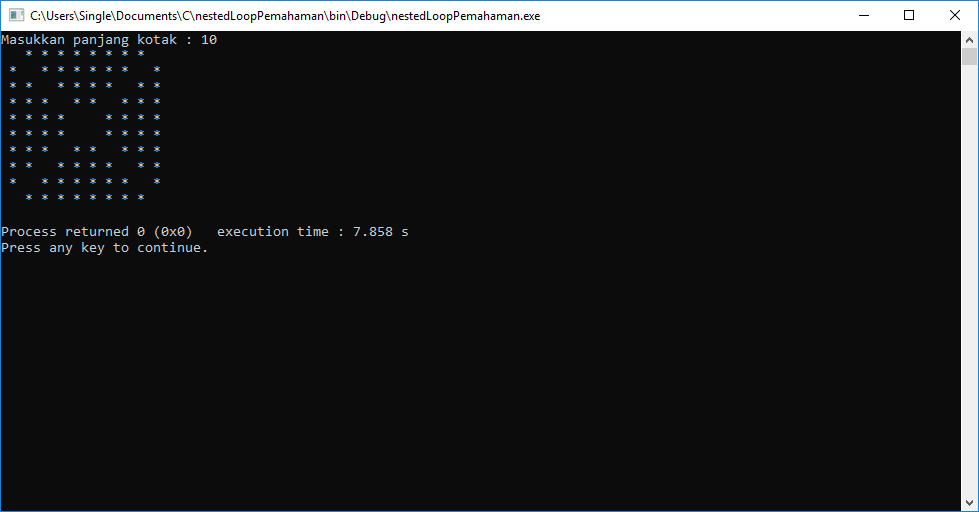 C:\Users\Single\Documents\C\nestedLoopPemahaman\bin\Debug\nestedLoopPemahaman.exe
Masukkan panjang kotak : 10
   * * * * * * * *
 *   * * * * * *   *
 * *   * * * *   * *
 * * *   * *   * * *
 * * * *     * * * *
 * * * *     * * * *
 * * *   * *   * * *
 * *   * * * *   * *
 *   * * * * * *   *
   * * * * * * * *
Process returned 0 (0x0)   execution time : 7.858 s
Press any key to continue.